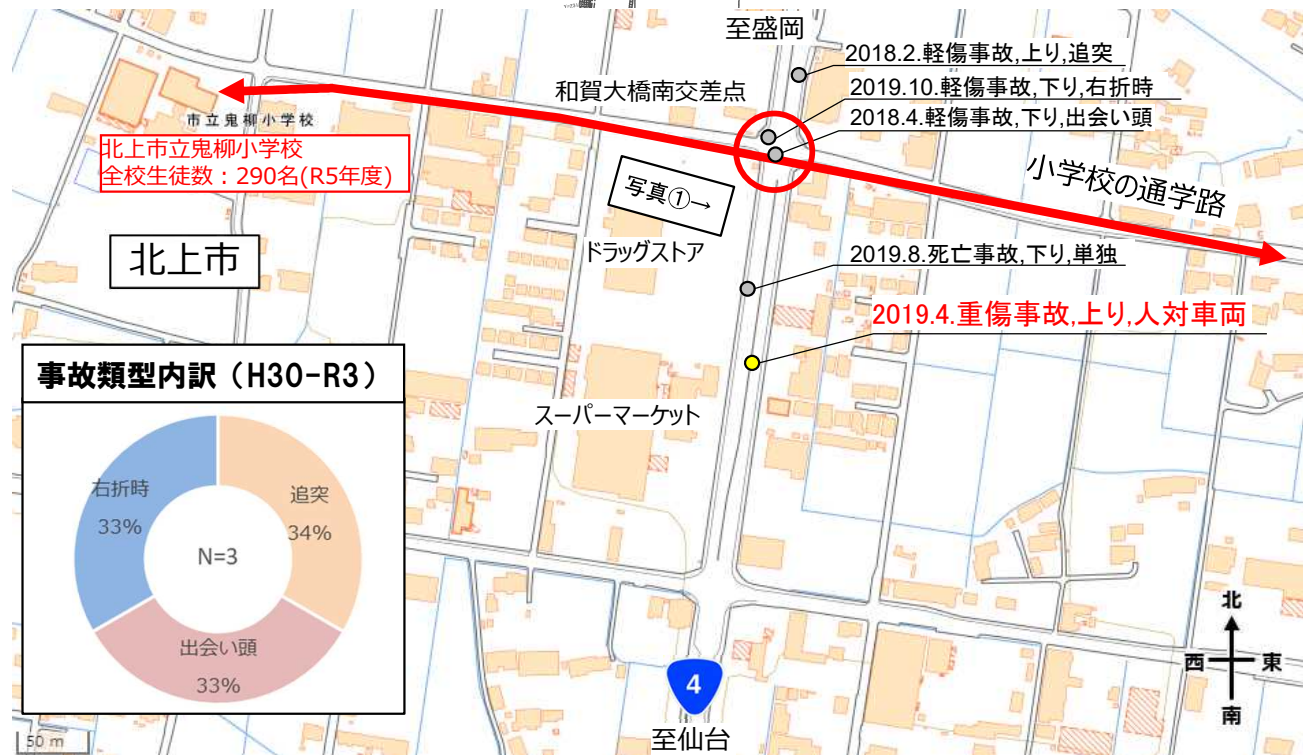 至盛岡
2018.2.軽傷事故,上り,追突
和賀大橋南交差点
2019.10.軽傷事故,下り,右折時
2018.4.軽傷事故,下り,出会い頭
市立鬼柳小学校
北上市立鬼柳小学校
全校生徒数：290名(R5年度)
写真①→
小学校の通学路
北上市
ドラッグストア
2019.8.死亡事故,下り,単独
2019.4.重傷事故,上り,人対車両
事故類型内訳（H30-R3）
スーパーマーケット
右折時
33%
追突
34%
N=3
出会い頭
33%
北
西
東
南
4
至仙台
50 m